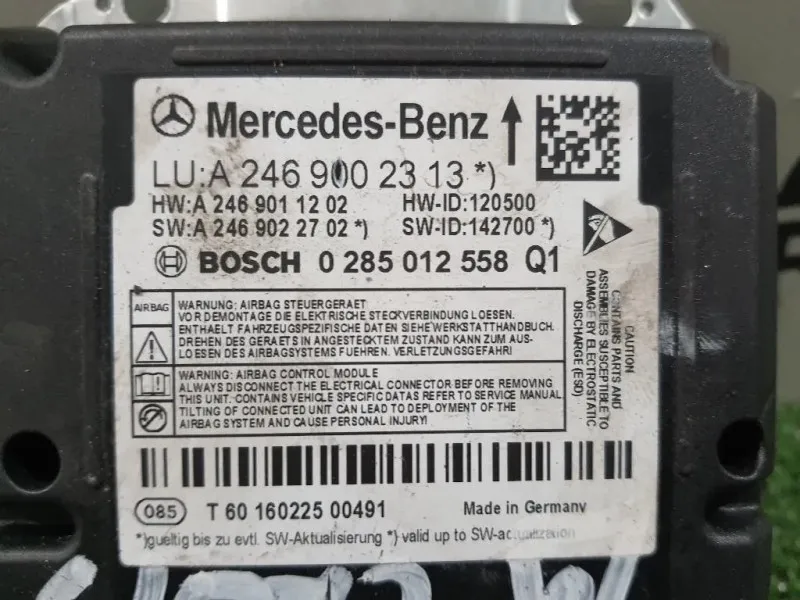 Mercedes-Benz
LU:A 246 900 23 13 *)
HW:A 246 901 12 02 HW-ID:120500
SW:A 246 902 27 02 *) SW-ID:142700 *)
BOSCH 0 285 012 558 Q1
CAUTION
CONTAINS PARTS AND
ASSEMBLIES SUSCEPTIBLE TO
DAMAGE BY ELECTROSTATIC
DISCHARGE (ESD)
AIRBAG
WARNUNG: AIRBAG STEUERGERAET
VOR DEMONTAGE DIE ELEKTRISCHE STECKVERBINDUNG LOESEN.
ENTHAELT FAHRZEUGSPEZIFISCHE DATEN SIEHE WERKSTATTHANDBUCH.
DREHEN DES GERAETS IN ANGESTECKTEM ZUSTAND KANN ZUM AUS-
LOESEN DES AIRBAGSYSTEMS FUEHREN. VERLETZUNGSGEFAHR!
WARNING: AIRBAG CONTROL MODULE
ALWAYS DISCONNECT THE ELECTRICAL CONNECTOR BEFORE REMOVING
THIS UNIT. CONTAINS VEHICLE SPECIFIC DATAS REFER TO SERVICE MANUAL
TILTING OF CONNECTED UNIT CAN LEAD TO DEPLOYMENT OF THE
AIRBAG SYSTEM AND CAUSE PERSONAL INJURY!
085 T 60 160225 00491 Made in Germany
*)gueltig bis zu evtl. SW-Aktualisierung *) valid up to SW-actualization